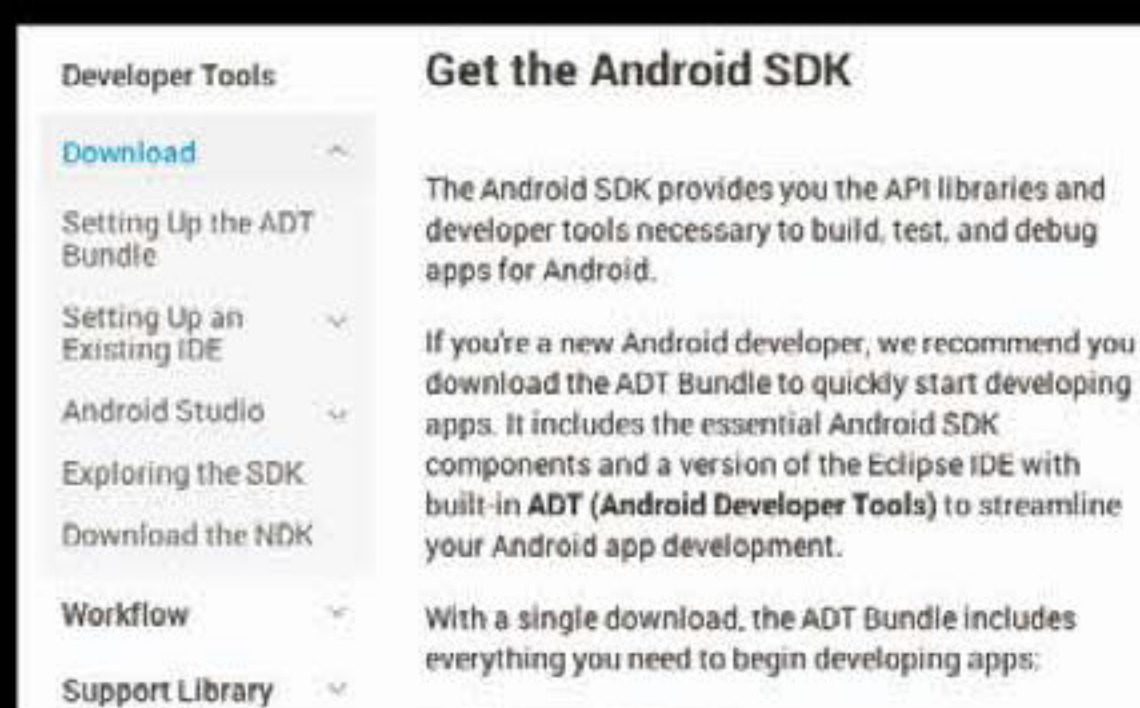 Developer Tools
Download
Setting Up the ADT
Bundle
Setting Up an
Existing IDE
Android Studio
Exploring the SDK
Download the NDK
Workflow
Support Library
Get the Android SDK
The Android SDK provides you the API libraries and
developer tools necessary to build, test, and debug
apps for Android.
If you're a new Android developer, we recommend you
download the ADT Bundle to quickly start developing
apps. It includes the essential Android SDK
components and a version of the Eclipse IDE with
built-in ADT (Android Developer Tools) to streamline
your Android app development.
With a single download, the ADT Bundle includes
everything you need to begin developing apps: